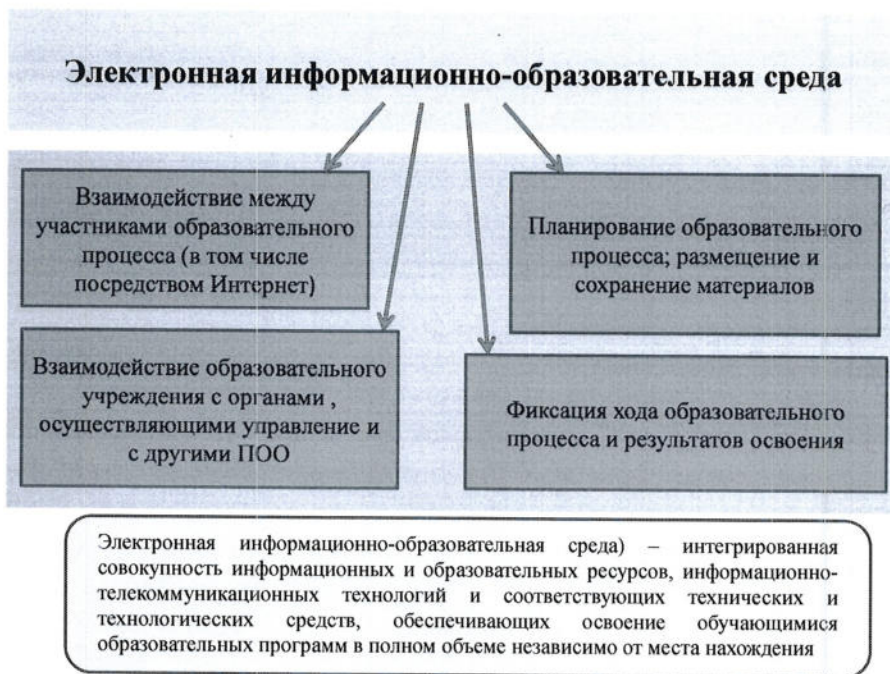 Электронная информационно-образовательная среда
Взаимодействие между
участниками образовательного
процесса (в том числе
посредством Интернет)
Планирование образовательного
процесса; размещение и
сохранение материалов
Взаимодействие образовательного
учреждения с органами ,
осуществляющими управление и
с другими ПОО
Фиксация хода образовательного
процесса и результатов освоения
Электронная информационно-образовательная среда) – интегрированная
совокупность информационных и образовательных ресурсов, информационно-
телекоммуникационных технологий и соответствующих технических и
технологических средств, обеспечивающих освоение обучающимися
образовательных программ в полном объеме независимо от места нахождения